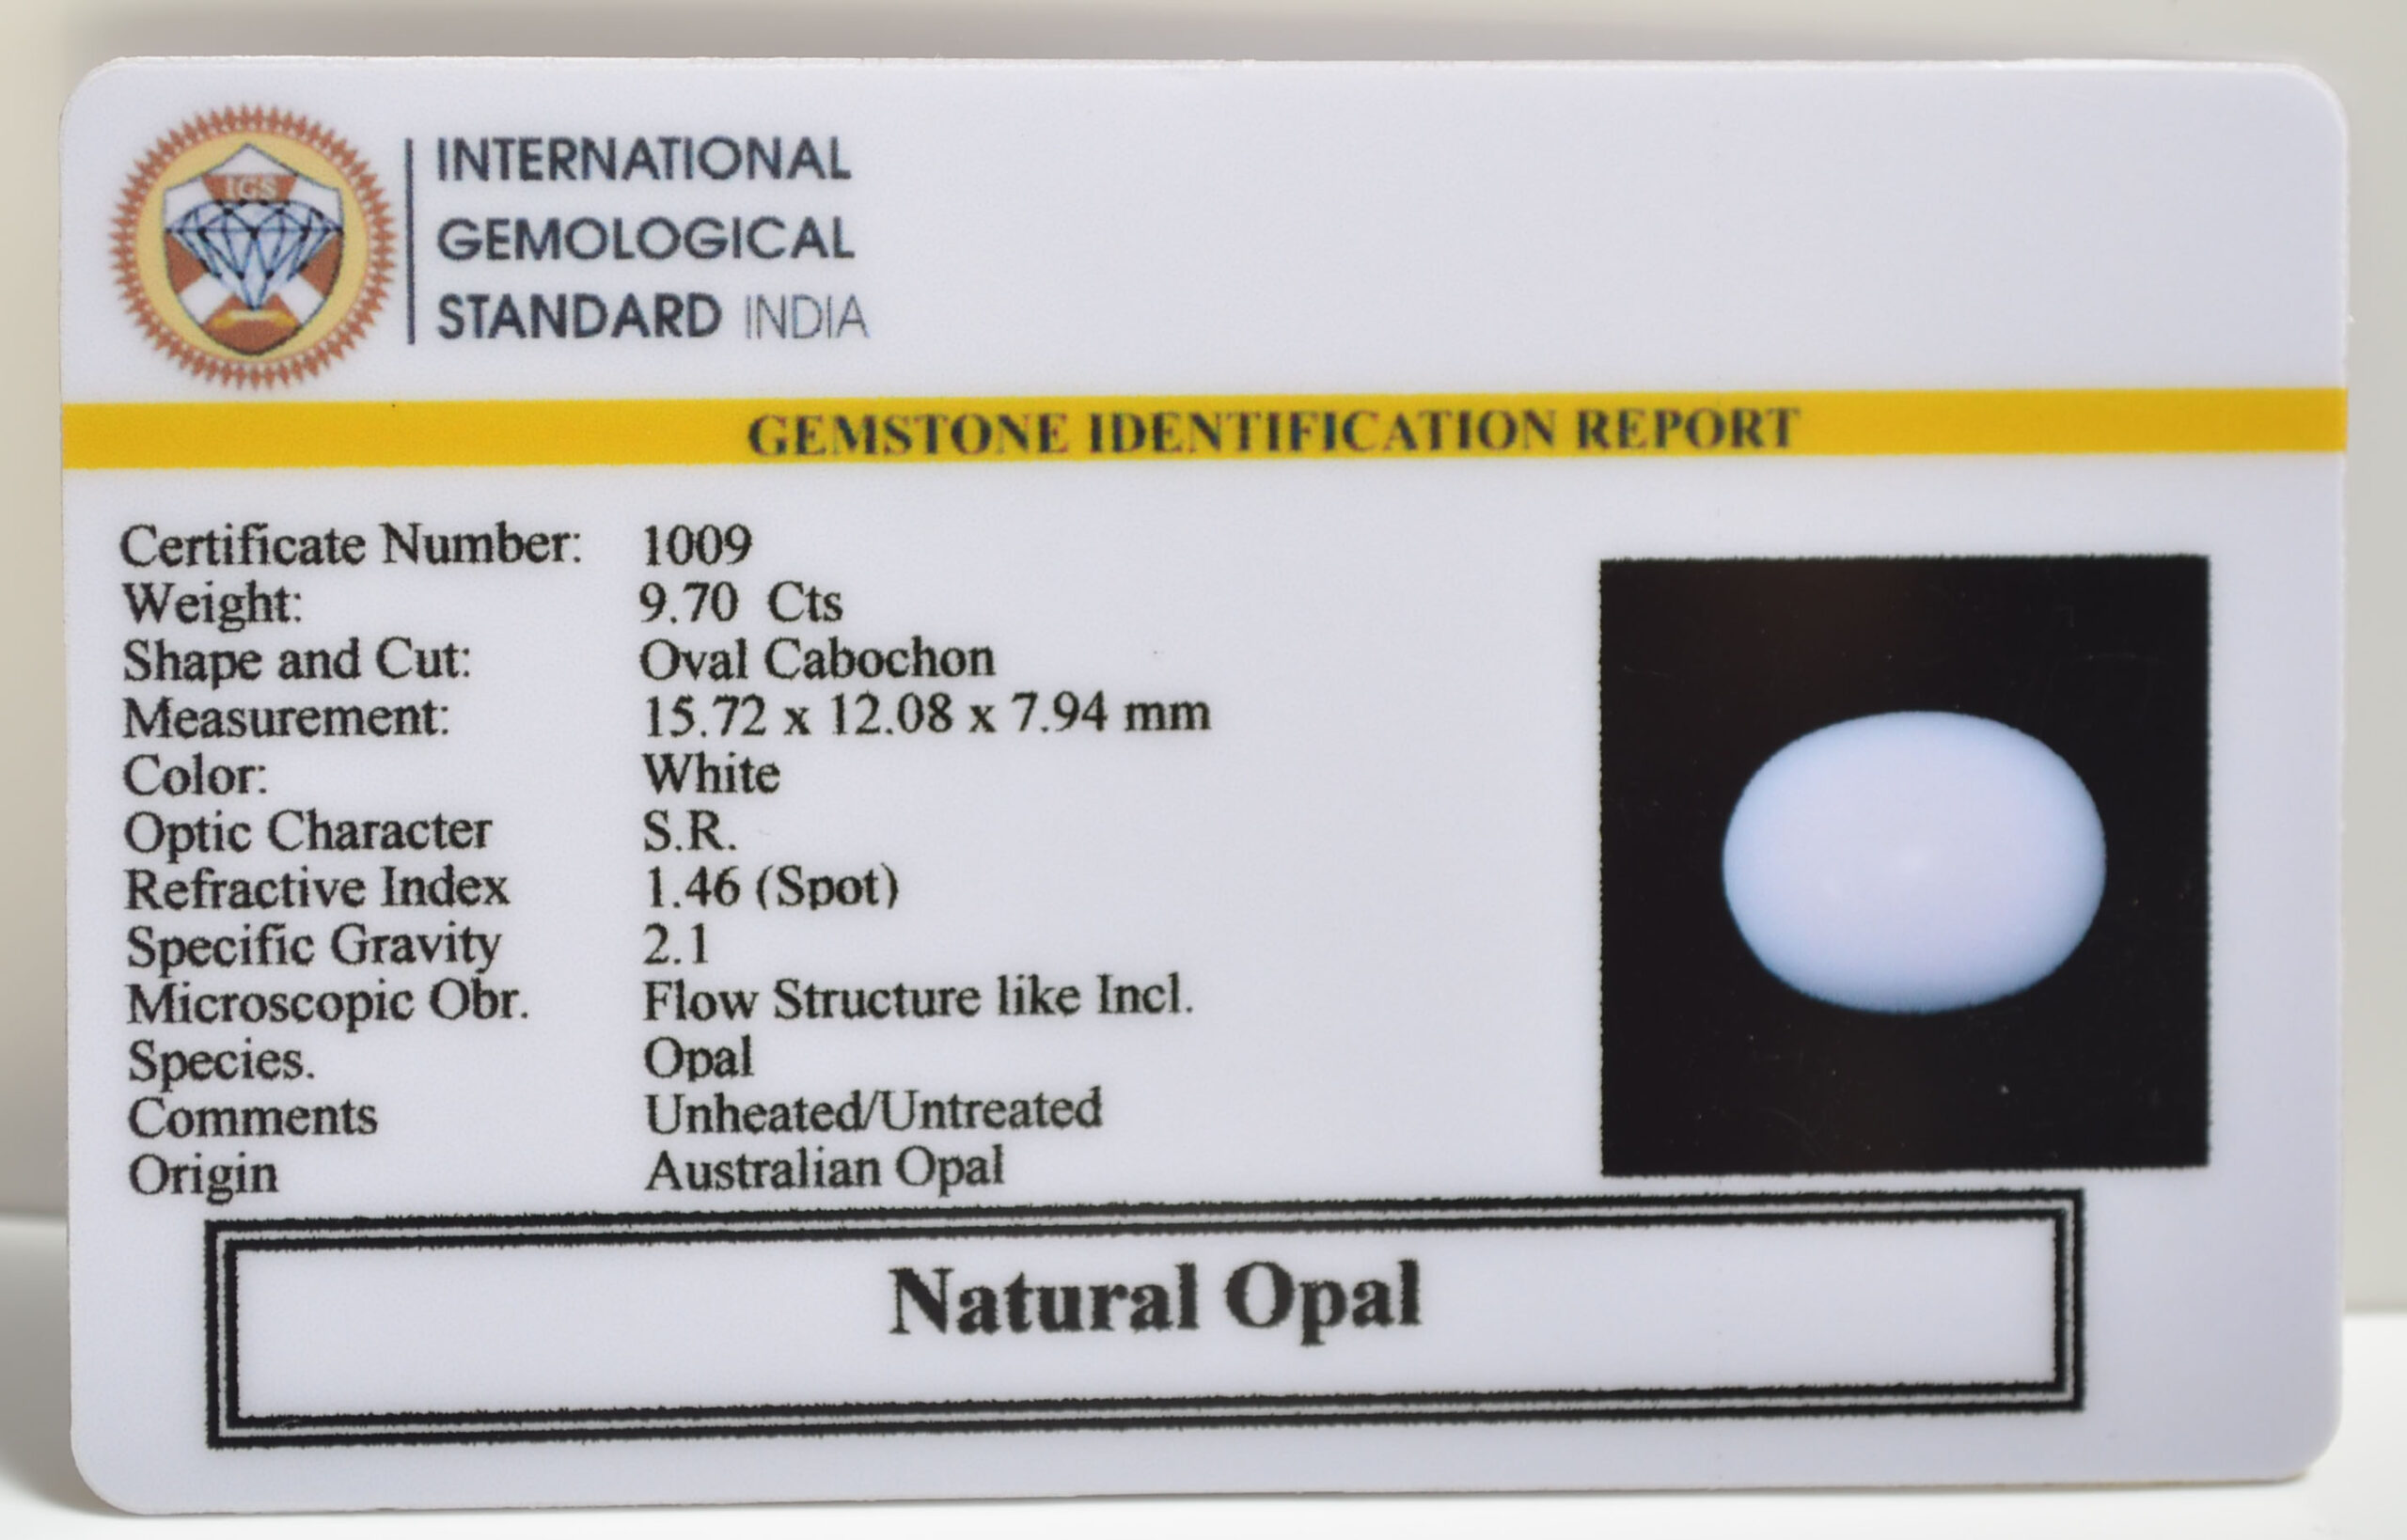 IGS
INTERNATIONAL
GEMOLOGICAL
STANDARD INDIA
GEMSTONE IDENTIFICATION REPORT
Certificate Number: 1009
Weight: 9.70 Cts
Shape and Cut: Oval Cabochon
Measurement: 15.72 x 12.08 x 7.94 mm
Color: White
Optic Character S.R.
Refractive Index 1.46 (Spot)
Specific Gravity 2.1
Microscopic Obr. Flow Structure like Incl.
Species. Opal
Comments Unheated/Untreated
Origin Australian Opal
Natural Opal